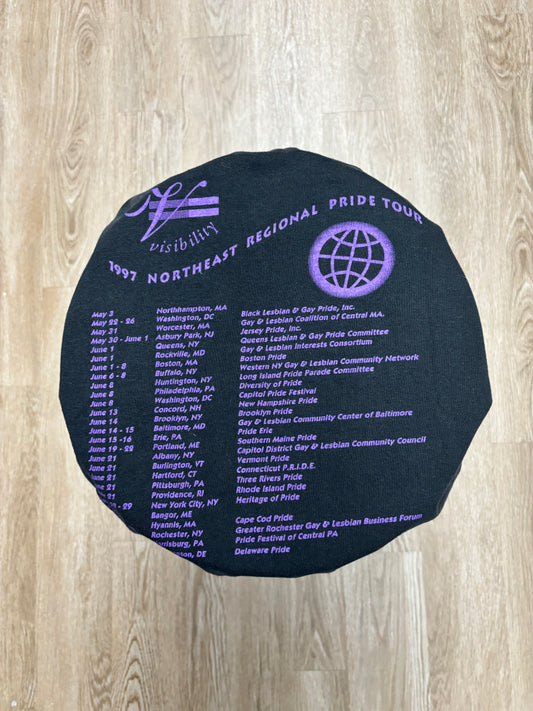 visibility
1997 NORTHEAST REGIONAL PRIDE TOUR
May 3 Northhampton, MA
May 22 - 26 Washington, DC Black Lesbian & Gay Pride, Inc.
May 31 Worcester, MA Gay & Lesbian Coalition of Central MA.
May 30 - June 1 Asbury Park, NJ Jersey Pride, Inc.
June 1 Queens, NY Queens Lesbian & Gay Pride Committee
June 1 Rockville, MD Gay & Lesbian Interests Consortium
June 1 - 8 Boston, MA Boston Pride
June 6 - 8 Buffalo, NY Western NY Gay & Lesbian Community Network
June 8 Huntington, NY Long Island Pride Parade Committee
June 8 Philadelphia, PA Diversity of Pride
June 8 Washington, DC Capitol Pride Festival
June 13 Concord, NH New Hampshire Pride
June 14 Brooklyn, NY Brooklyn Pride
June 14 - 15 Baltimore, MD Gay & Lesbian Community Center of Baltimore
June 15 -16 Erie, PA Pride Erie
June 19 - 22 Portland, ME Southern Maine Pride
June 21 Albany, NY Capitol District Gay & Lesbian Community Council
June 21 Burlington, VT Vermont Pride
June 21 Hartford, CT Connecticut P.R.I.D.E.
June 21 Pittsburgh, PA Three Rivers Pride
21 Providence, RI Rhode Island Pride
- 29 New York City, NY Heritage of Pride
Bangor, ME
Hyannis, MA Cape Cod Pride
Rochester, NY Greater Rochester Gay & Lesbian Business Forum
rrisburg, PA Pride Festival of Central PA
ton, DE Delaware Pride